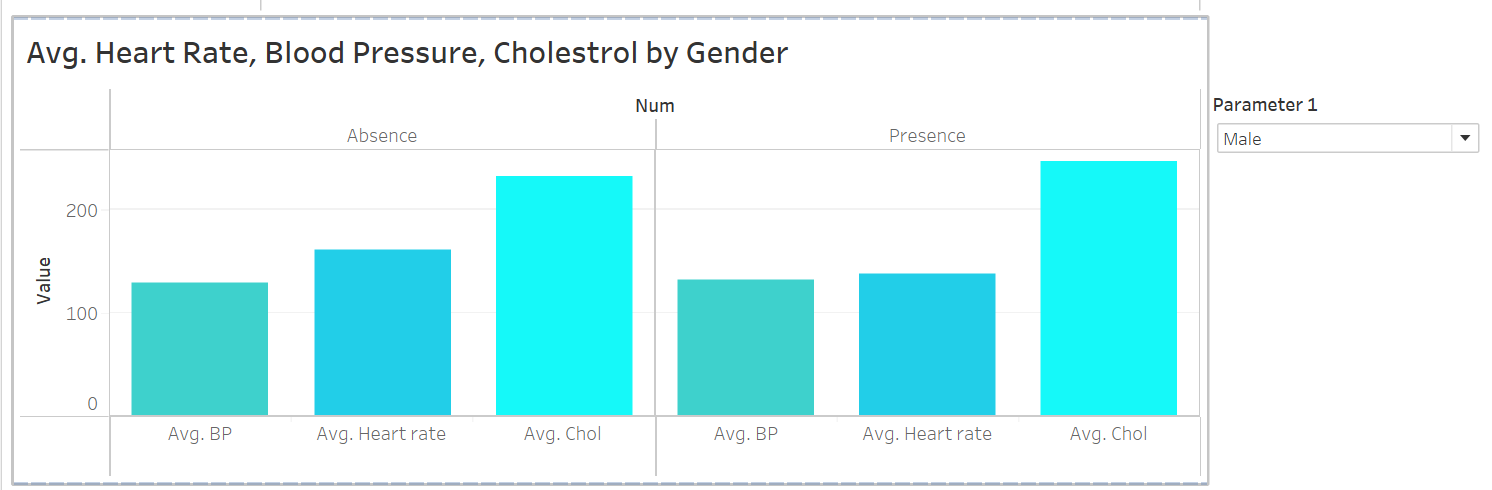 Avg. Heart Rate, Blood Pressure, Cholestrol by Gender
Num
Parameter 1
Absence
Presence
Male
Value
200
100
0
Avg. BP
Avg. Heart rate
Avg. Chol
Avg. BP
Avg. Heart rate
Avg. Chol